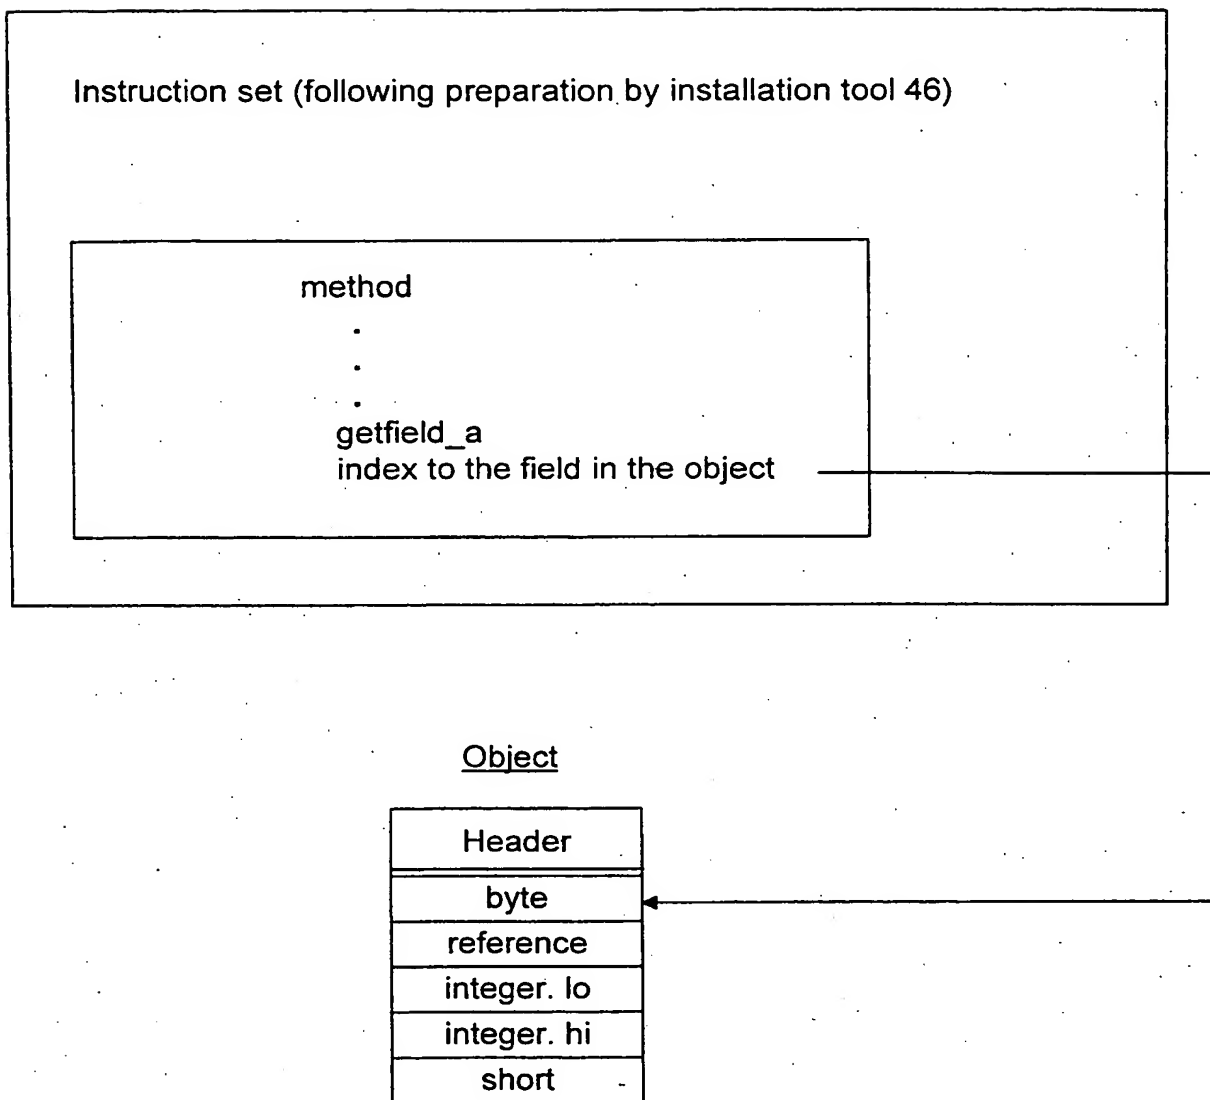 Instruction set (following preparation by installation tool 46)
method
.
.
.
getfield_a
index to the field in the object
Object
Header
byte
reference
integer. lo
integer. hi
short